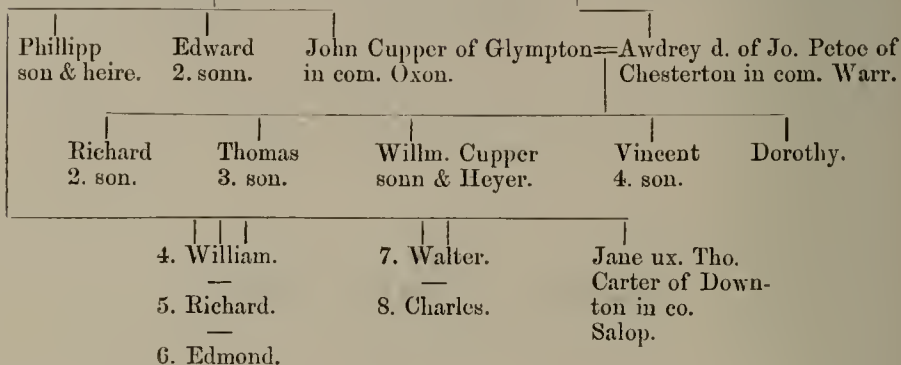 Phillipp
son & heire.
Edward
2. sonn.
John Cupper of Glympton=Awdrey d. of Jo. Petoe of
in com. Oxon.
Chesterton in com. Warr.
Richard
2. son.
Thomas
3. son.
Willm. Cupper
sonn & Heyer.
Vincent
4. son.
Dorothy.
4. William.
5. Richard.
6. Edmond.
7. Walter.
8. Charles.
Jane ux. Tho.
Carter of Down-
ton in co.
Salop.